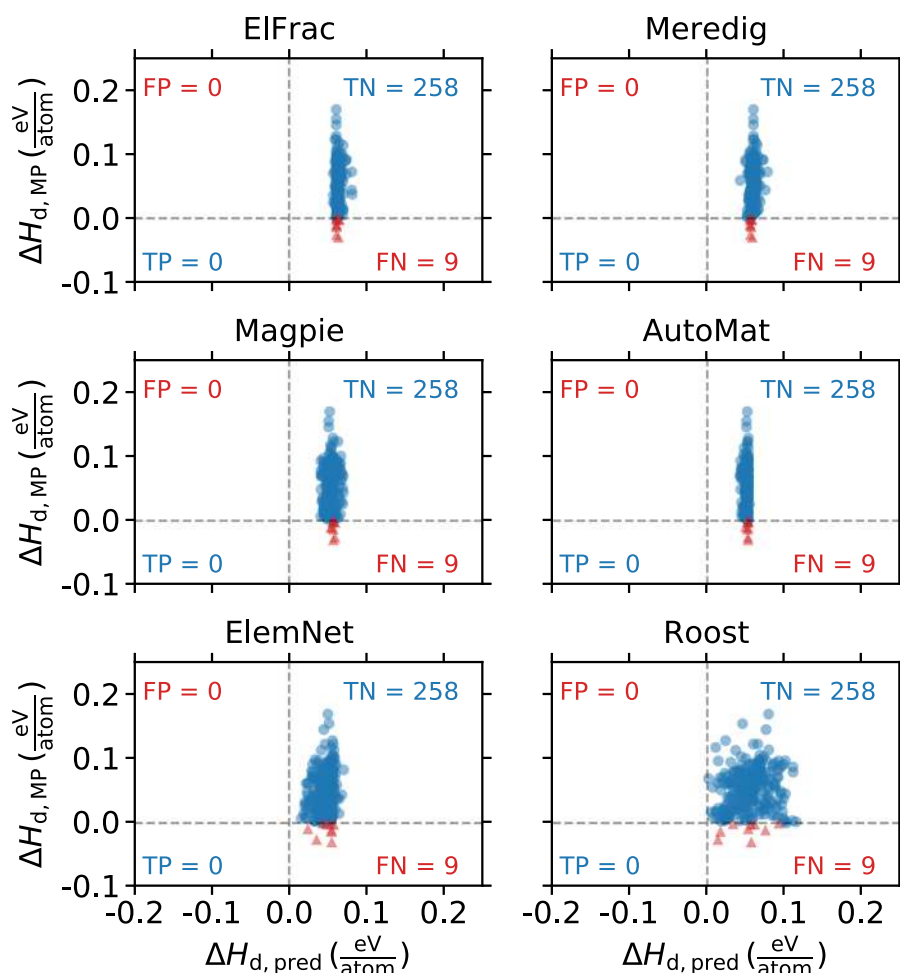 ElFrac
Meredig
0.2
0.1
0.0
-0.1
ΔH_d, MP (eV/atom)
FP = 0
TN = 258
TP = 0
FN = 9
FP = 0
TN = 258
TP = 0
FN = 9
Magpie
AutoMat
0.2
0.1
0.0
-0.1
ΔH_d, MP (eV/atom)
FP = 0
TN = 258
TP = 0
FN = 9
FP = 0
TN = 258
TP = 0
FN = 9
ElemNet
Roost
0.2
0.1
0.0
-0.1
ΔH_d, MP (eV/atom)
FP = 0
TN = 258
TP = 0
FN = 9
FP = 0
TN = 258
TP = 0
FN = 9
-0.2 -0.1 0.0 0.1 0.2
-0.2 -0.1 0.0 0.1 0.2
ΔH_d, pred (eV/atom)
ΔH_d, pred (eV/atom)